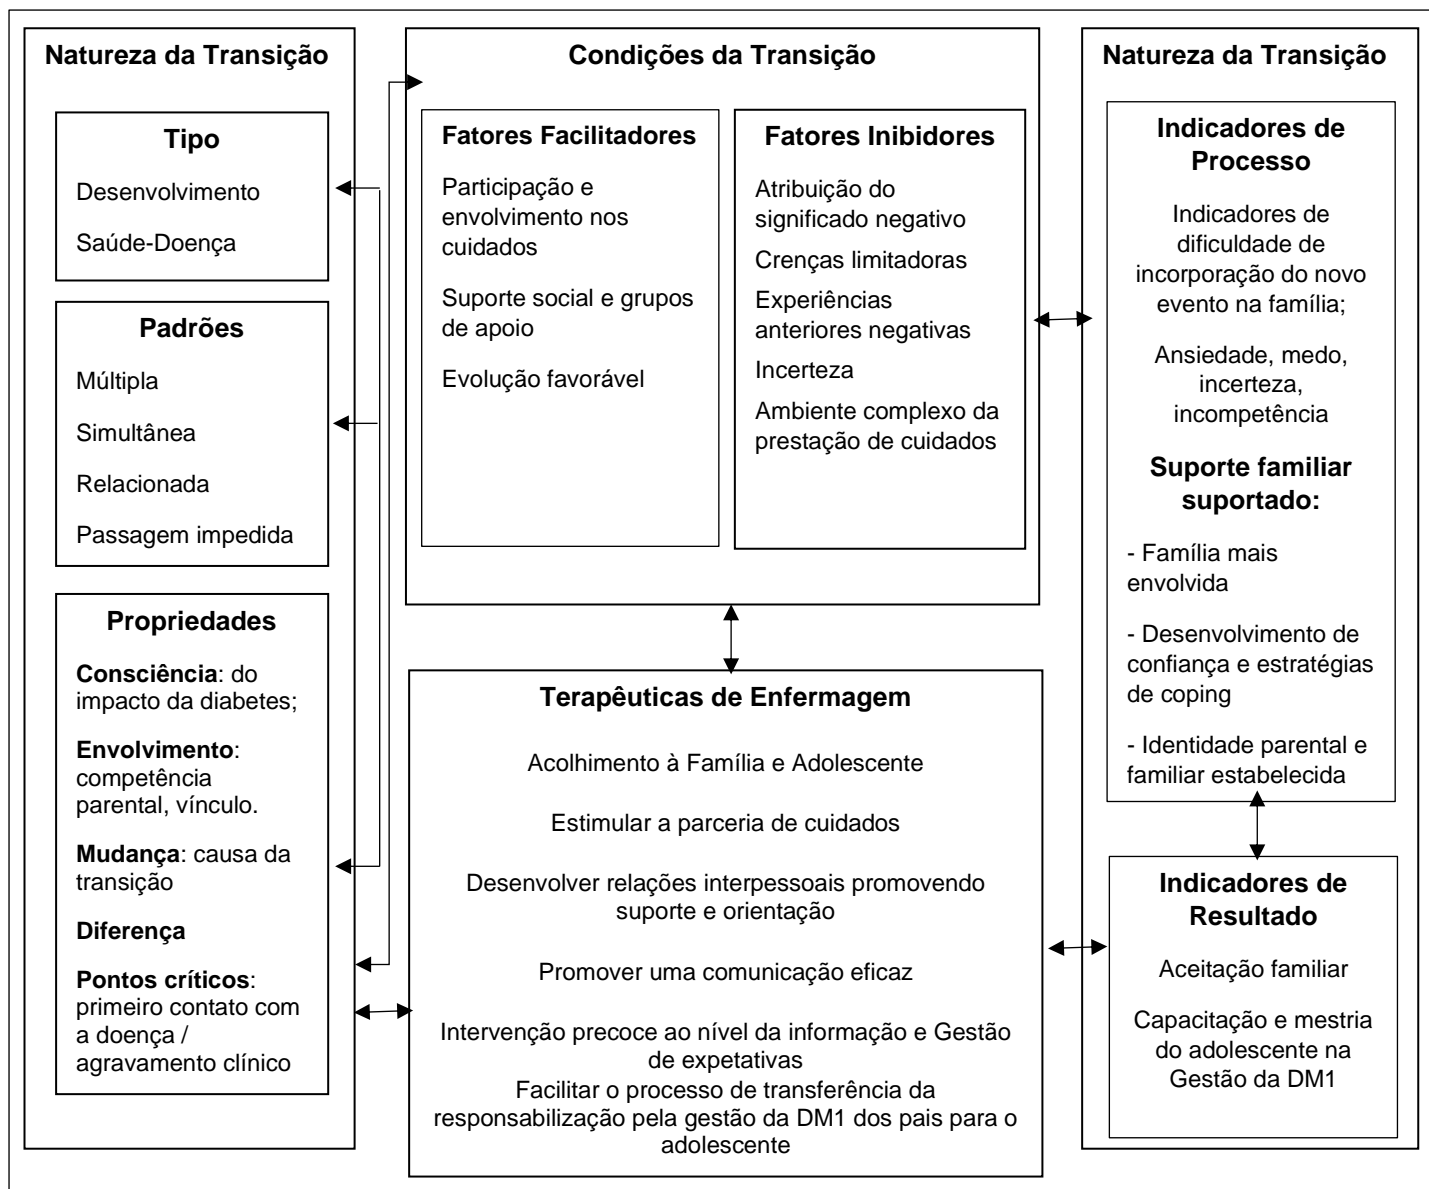 Natureza da Transição
Tipo
Desenvolvimento
Saúde-Doença
Padrões
Múltipla
Simultânea
Relacionada
Passagem impedida
Propriedades
Consciência: do
impacto da diabetes;
Envolvimento:
competência
parental, vínculo.
Mudança: causa da
transição
Diferença
Pontos críticos:
primeiro contato com
a doença /
agravamento clínico
Condições da Transição
Fatores Facilitadores
Participação e
envolvimento nos
cuidados
Suporte social e grupos
de apoio
Evolução favorável
Fatores Inibidores
Atribuição do
significado negativo
Crenças limitadoras
Experiências
anteriores negativas
Incerteza
Ambiente complexo da
prestação de cuidados
Terapêuticas de Enfermagem
Acolhimento à Família e Adolescente
Estimular a parceria de cuidados
Desenvolver relações interpessoais promovendo
suporte e orientação
Promover uma comunicação eficaz
Intervenção precoce ao nível da informação e Gestão
de expetativas
Facilitar o processo de transferência da
responsabilização pela gestão da DM1 dos pais para o
adolescente
Natureza da Transição
Indicadores de
Processo
Indicadores de
dificuldade de
incorporação do novo
evento na família;
Ansiedade, medo,
incerteza,
incompetência
Suporte familiar
suportado:
- Família mais
envolvida
- Desenvolvimento de
confiança e estratégias
de coping
- Identidade parental e
familiar estabelecida
Indicadores de
Resultado
Aceitação familiar
Capacitação e mestria
do adolescente na
Gestão da DM1